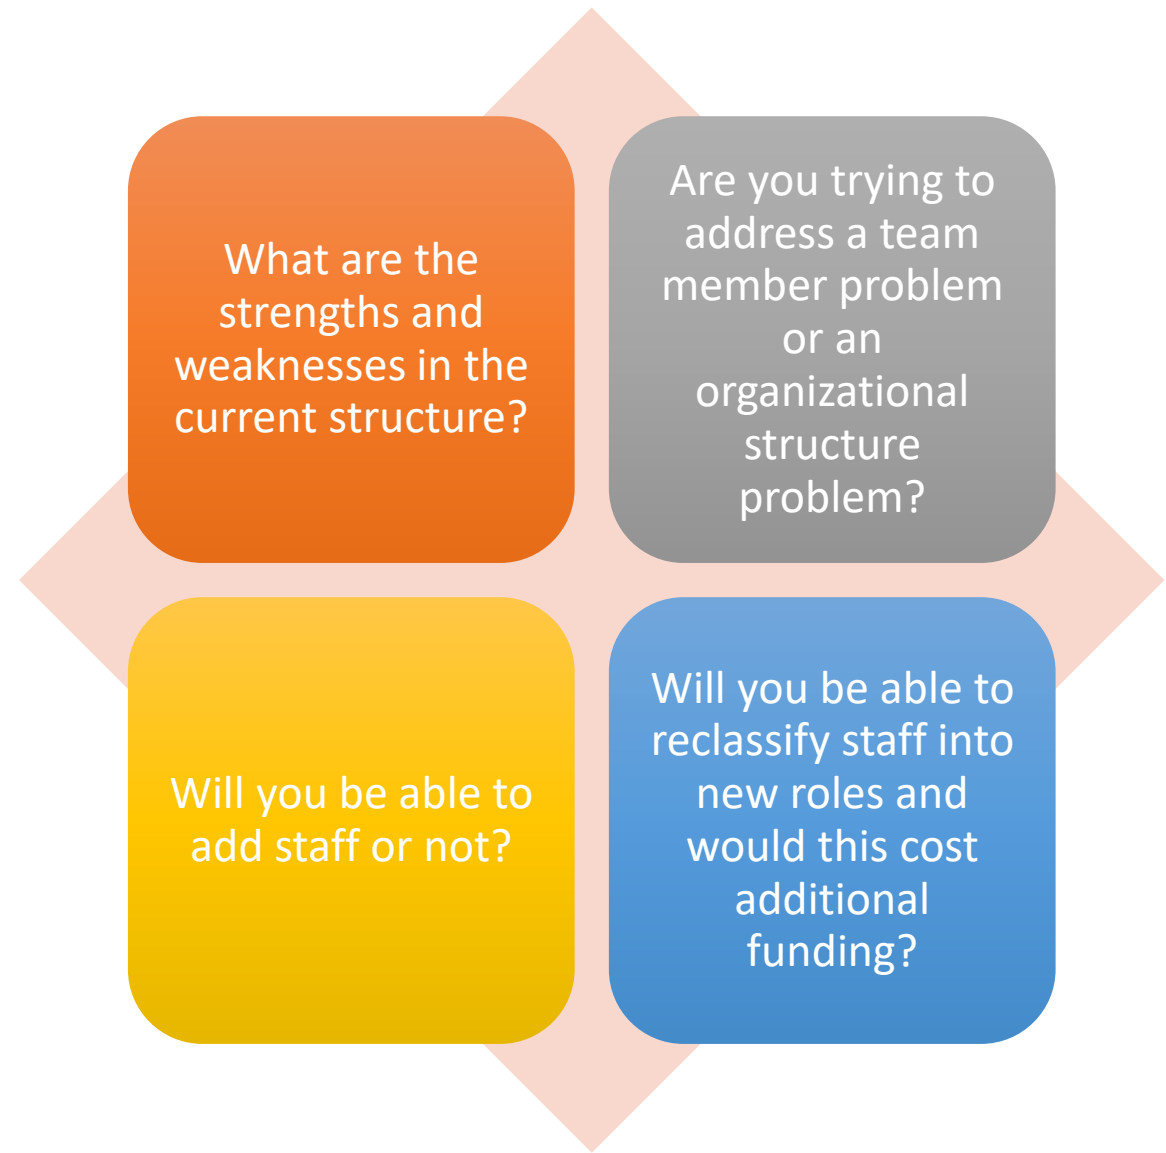 What are the
strengths and
weaknesses in the
current structure?
Are you trying to
address a team
member problem
or an
organizational
structure
problem?
Will you be able to
add staff or not?
Will you be able to
reclassify staff into
new roles and
would this cost
additional
funding?